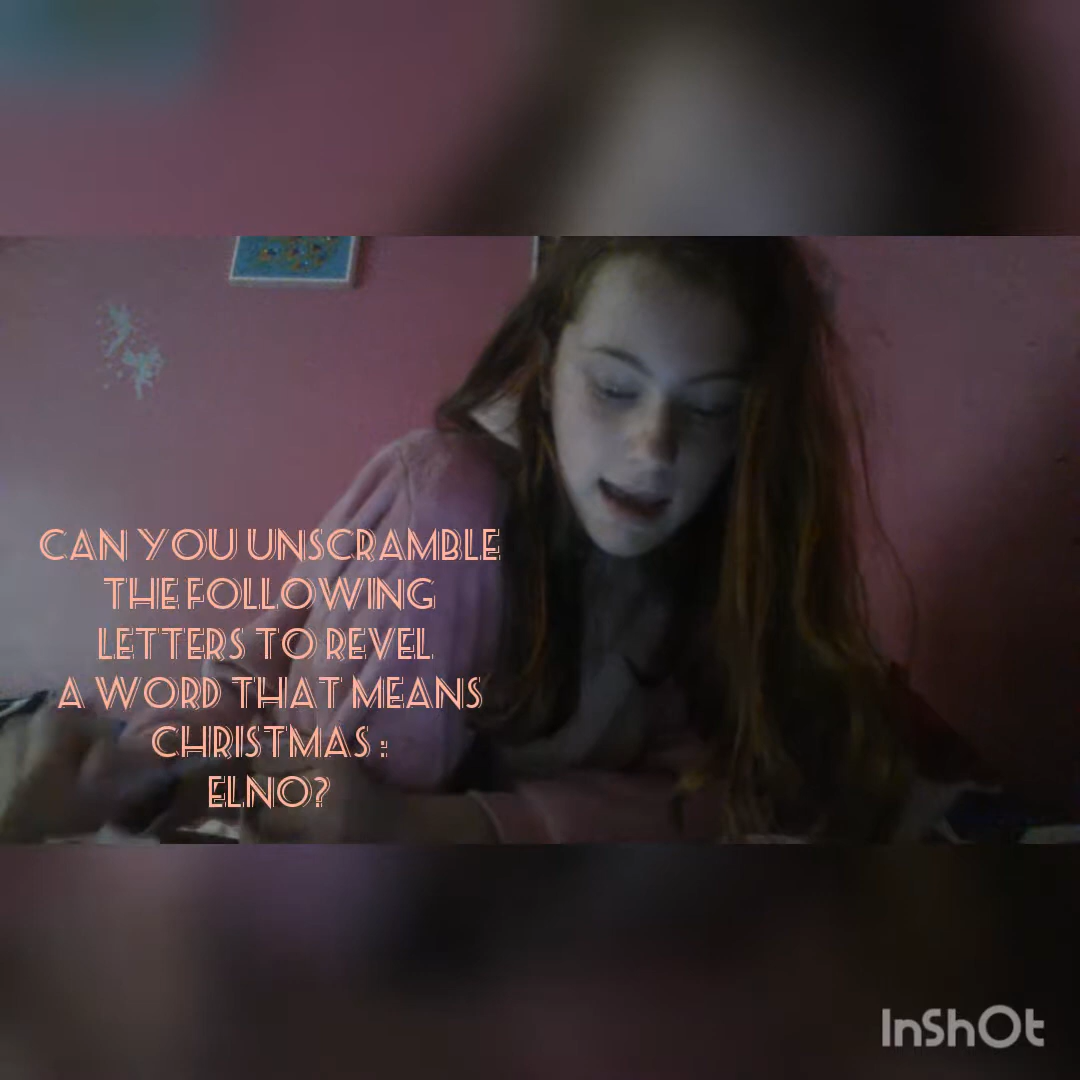 CAN YOU UNSCRAMBLE
THE FOLLOWING
LETTERS TO REVEL
A WORD THAT MEANS
CHRISTMAS :
ELNO?
InShOt